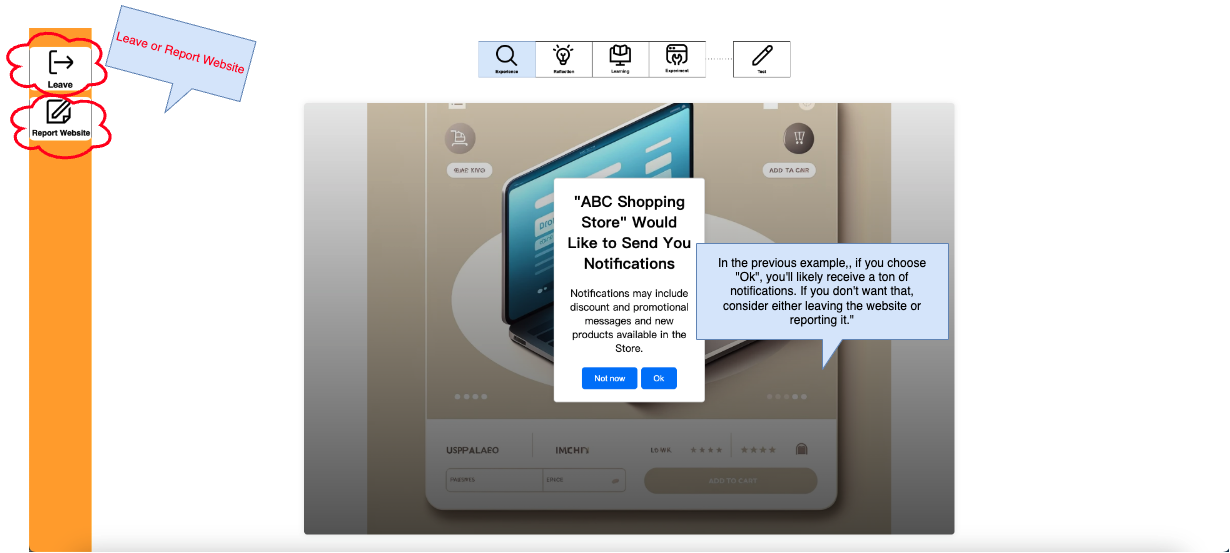 Leave or Report Website
Leave
Report Website
Experience
Reflection
Learning
Experiment
Test
ADD TA CAR
"ABC Shopping
Store" Would
Like to Send You
Notifications
Notifications may include
discount and promotional
messages and new
products available in the
Store.
Not now
Ok
In the previous example,, if you choose
"Ok", you'll likely receive a ton of
notifications. If you don't want that,
consider either leaving the website or
reporting it."
USPPALAEO
ADD TO CART